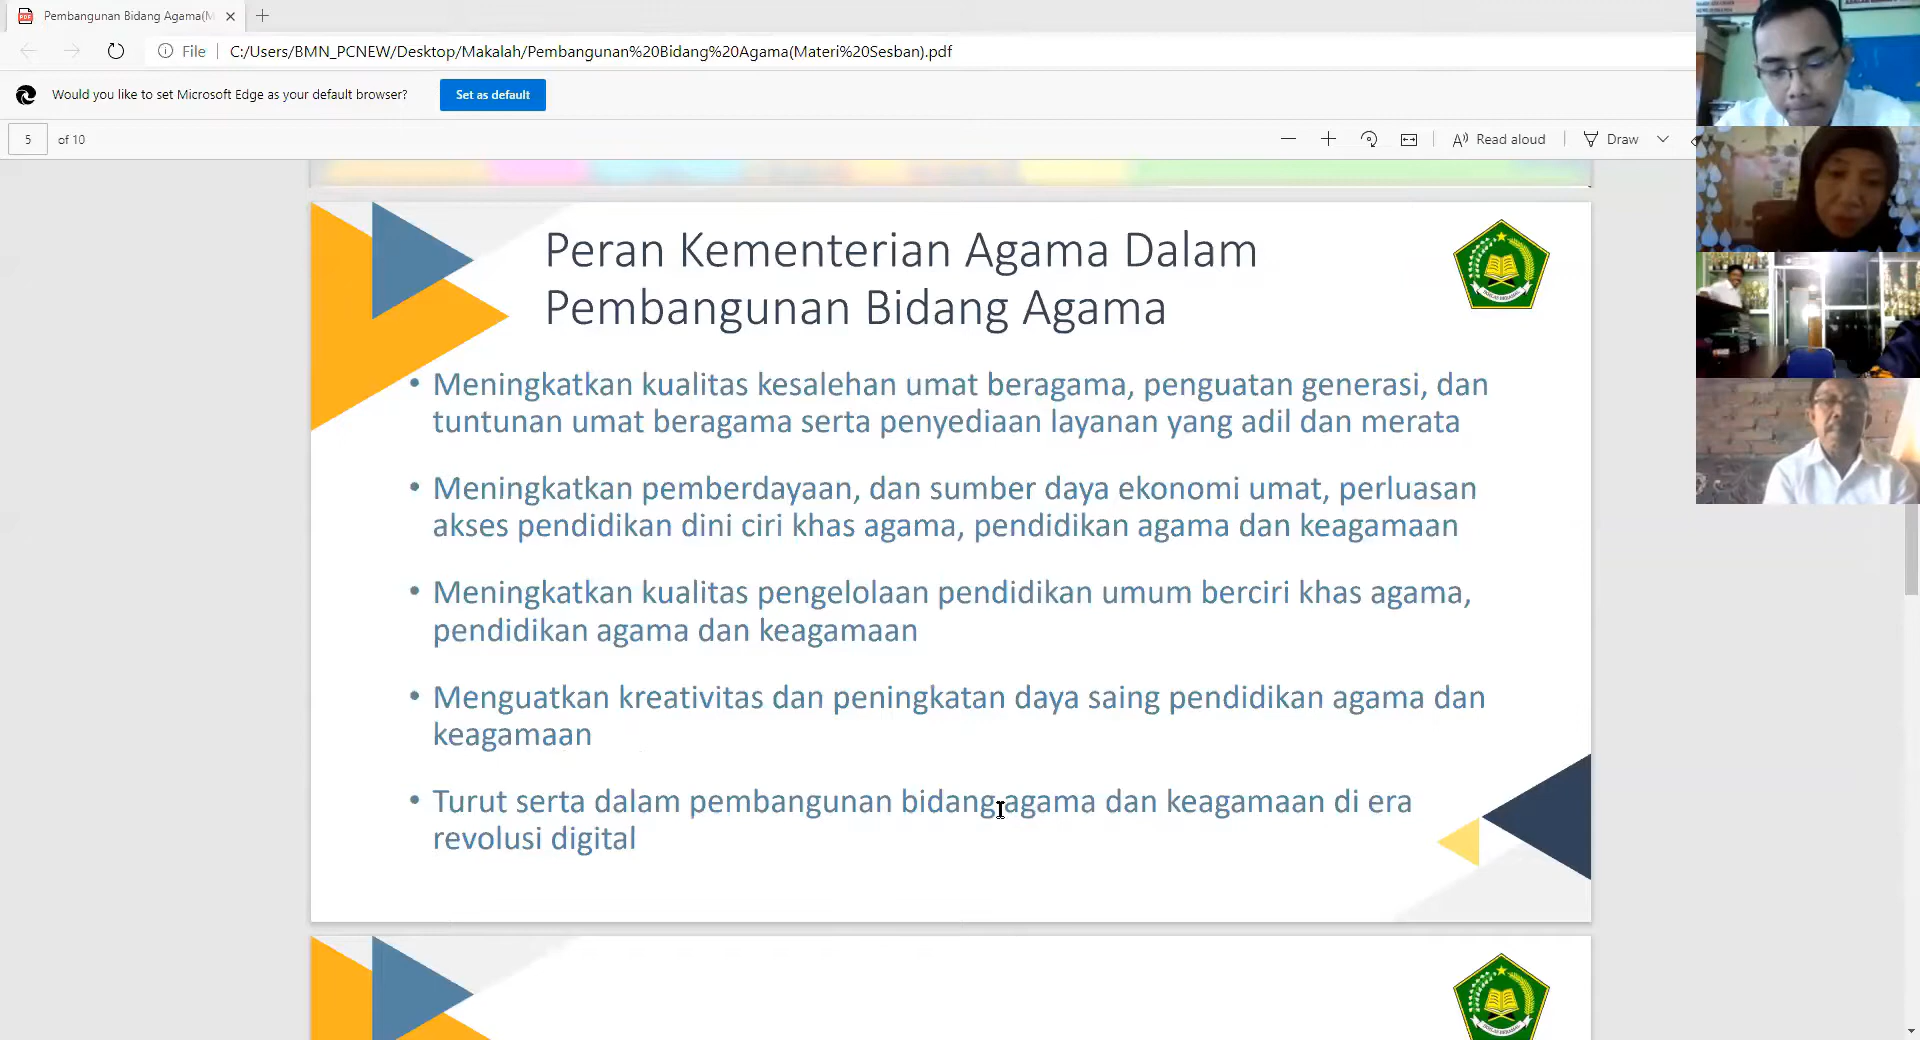 Pembangunan Bidang Agama(M
File
C:/Users/BMN_PCNEW/Desktop/Makalah/Pembangunan%20Bidang%20Agama(Materi%20Sesban).pdf
Would you like to set Microsoft Edge as your default browser?
Set as default
5 of 10
Read aloud
Draw
Peran Kementerian Agama Dalam
Pembangunan Bidang Agama
• Meningkatkan kualitas kesalehan umat beragama, penguatan generasi, dan
tuntunan umat beragama serta penyediaan layanan yang adil dan merata
• Meningkatkan pemberdayaan, dan sumber daya ekonomi umat, perluasan
akses pendidikan dini ciri khas agama, pendidikan agama dan keagamaan
• Meningkatkan kualitas pengelolaan pendidikan umum berciri khas agama,
pendidikan agama dan keagamaan
• Menguatkan kreativitas dan peningkatan daya saing pendidikan agama dan
keagamaan
• Turut serta dalam pembangunan bidang agama dan keagamaan di era
revolusi digital